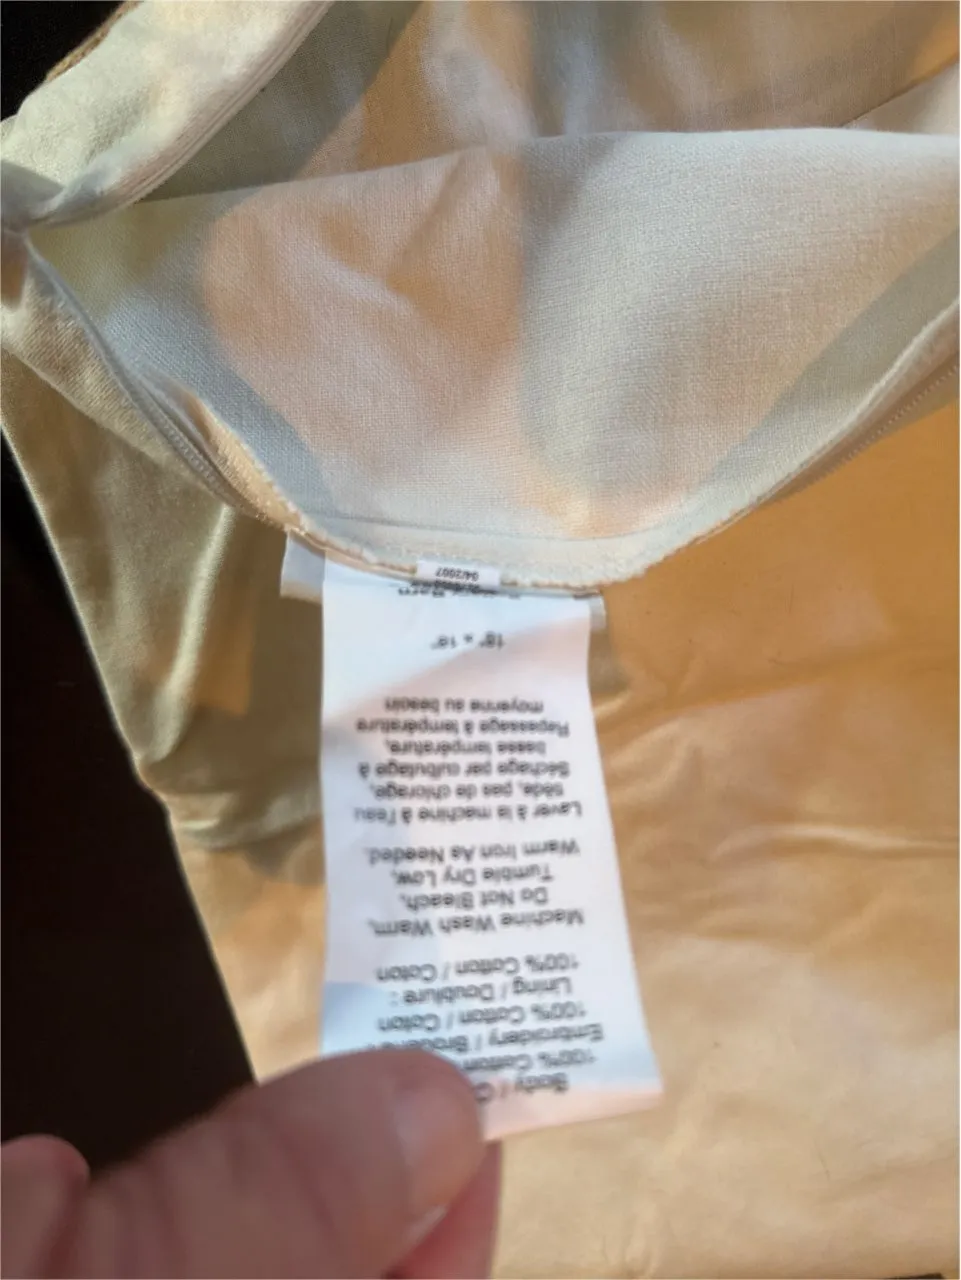 Body /
100% Cotton
Embroidery /
100% Cotton / Coton
Lining / Doublure :
100% Cotton / Coton
Machine Wash Warm,
Do Not Bleach,
Tumble Dry Low,
Warm Iron As Needed.
Laver à la machine à l'eau
tiède, pas de chlorage,
Séchage par culbutage à
basse température,
Repassage à température
moyenne au besoin
18" x 18"
04/2007